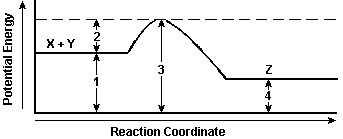 Potential Energy
X + Y
2
1
3
Z
4
Reaction Coordinate